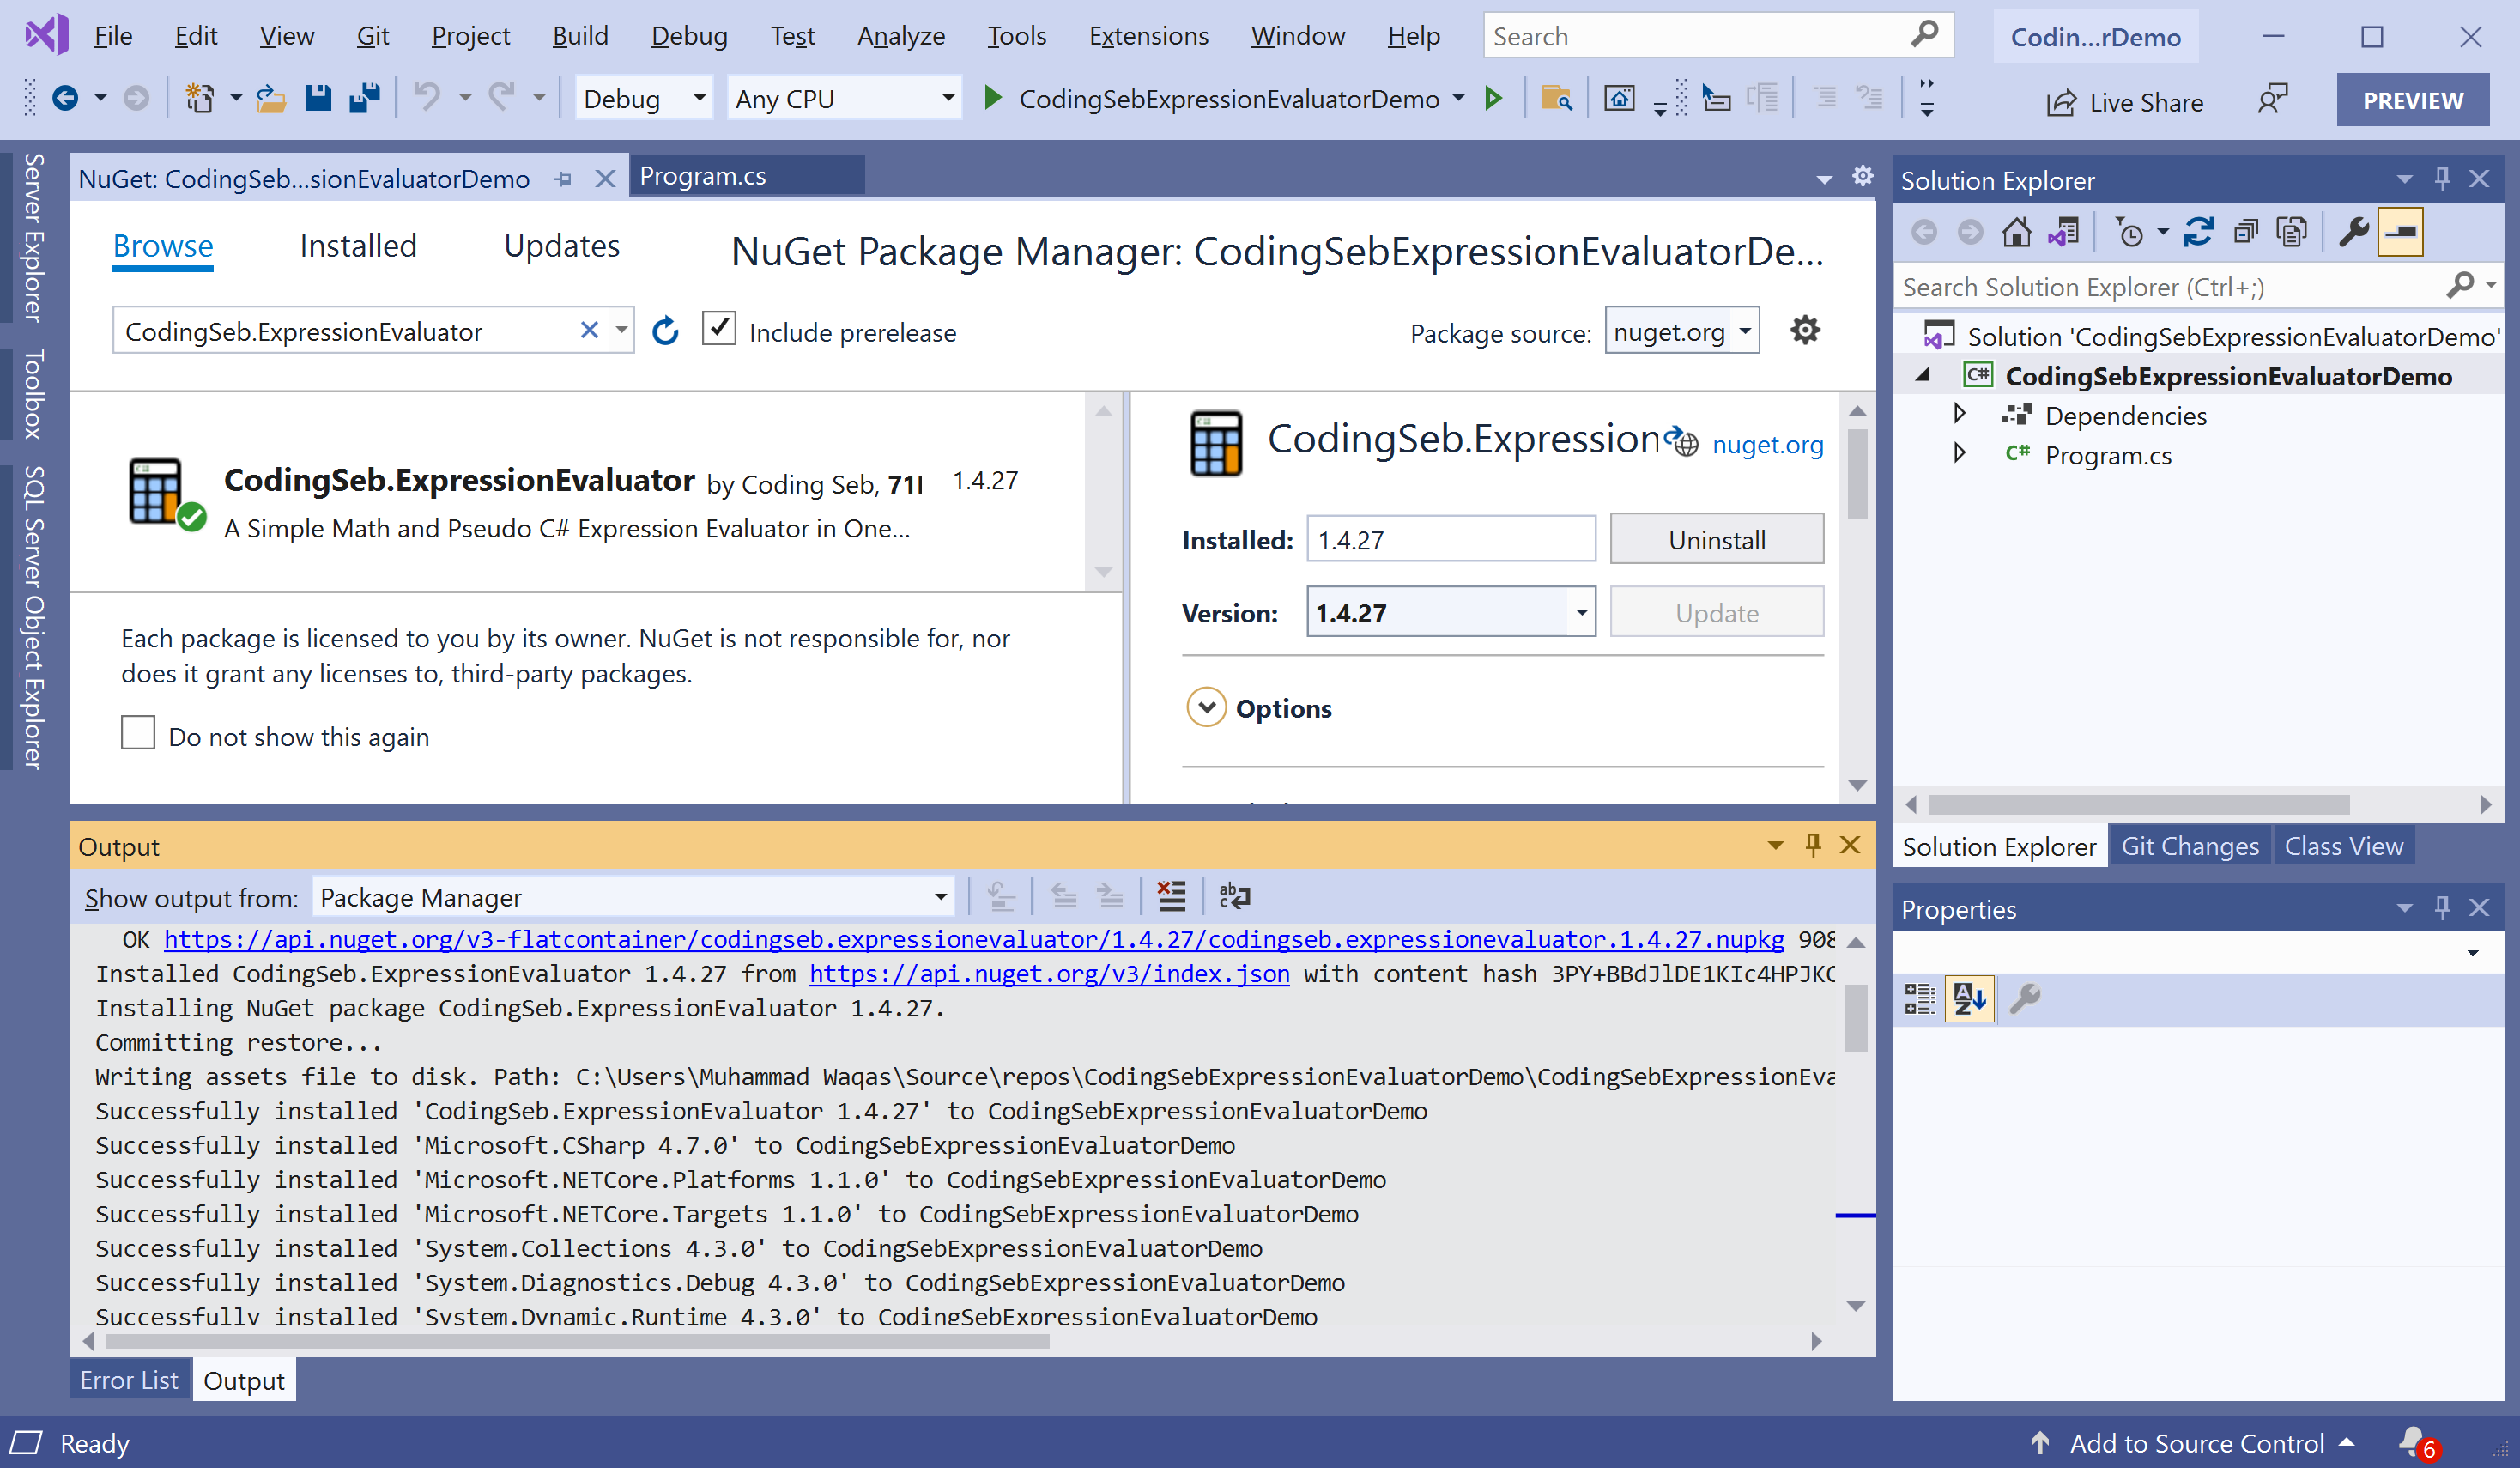 File Edit View Git Project Build Debug Test Analyze Tools Extensions Window Help Search Codin...rDemo
Debug Any CPU CodingSebExpressionEvaluatorDemo Live Share PREVIEW
Server Explorer
Toolbox
SQL Server Object Explorer
NuGet: CodingSeb...sionEvaluatorDemo Program.cs
Browse Installed Updates NuGet Package Manager: CodingSebExpressionEvaluatorDe...
CodingSeb.ExpressionEvaluator Include prerelease Package source: nuget.org
CodingSeb.ExpressionEvaluator by Coding Seb, 1.4.27
A Simple Math and Pseudo C# Expression Evaluator in One...
Each package is licensed to you by its owner. NuGet is not responsible for, nor
does it grant any licenses to, third-party packages.
Do not show this again
CodingSeb.Expression nuget.org
Installed: 1.4.27 Uninstall
Version: 1.4.27 Update
Options
Output
Show output from: Package Manager
OK https://api.nuget.org/v3-flatcontainer/codingseb.expressionevaluator/1.4.27/codingseb.expressionevaluator.1.4.27.nupkg 908
Installed CodingSeb.ExpressionEvaluator 1.4.27 from https://api.nuget.org/v3/index.json with content hash
Installing NuGet package CodingSeb.ExpressionEvaluator 1.4.27.
Committing restore...
Writing assets file to disk. Path: C:\Users\Muhammad Waqas\Source\repos\CodingSebExpressionEvaluatorDemo\CodingSebExpressionEva
Successfully installed 'CodingSeb.ExpressionEvaluator 1.4.27' to CodingSebExpressionEvaluatorDemo
Successfully installed 'Microsoft.CSharp 4.7.0' to CodingSebExpressionEvaluatorDemo
Successfully installed 'Microsoft.NETCore.Platforms 1.1.0' to CodingSebExpressionEvaluatorDemo
Successfully installed 'Microsoft.NETCore.Targets 1.1.0' to CodingSebExpressionEvaluatorDemo
Successfully installed 'System.Collections 4.3.0' to CodingSebExpressionEvaluatorDemo
Successfully installed 'System.Diagnostics.Debug 4.3.0' to CodingSebExpressionEvaluatorDemo
Successfully installed 'System.Dynamic.Runtime 4.3.0' to CodingSebExpressionEvaluatorDemo
Error List Output
Solution Explorer
Search Solution Explorer (Ctrl+;)
Solution 'CodingSebExpressionEvaluatorDemo'
C# CodingSebExpressionEvaluatorDemo
Dependencies
C# Program.cs
Solution Explorer Git Changes Class View
Properties
Ready Add to Source Control 6